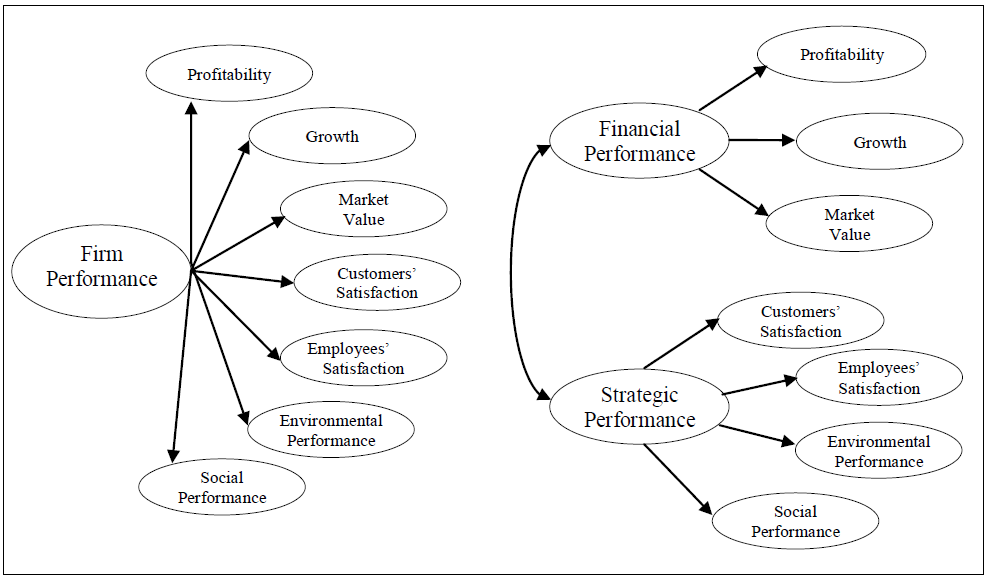 Profitability
Growth
Market
Value
Firm
Performance
Customers’
Satisfaction
Employees’
Satisfaction
Environmental
Performance
Social
Performance
Profitability
Financial
Performance
Growth
Market
Value
Customers’
Satisfaction
Strategic
Performance
Employees’
Satisfaction
Environmental
Performance
Social
Performance